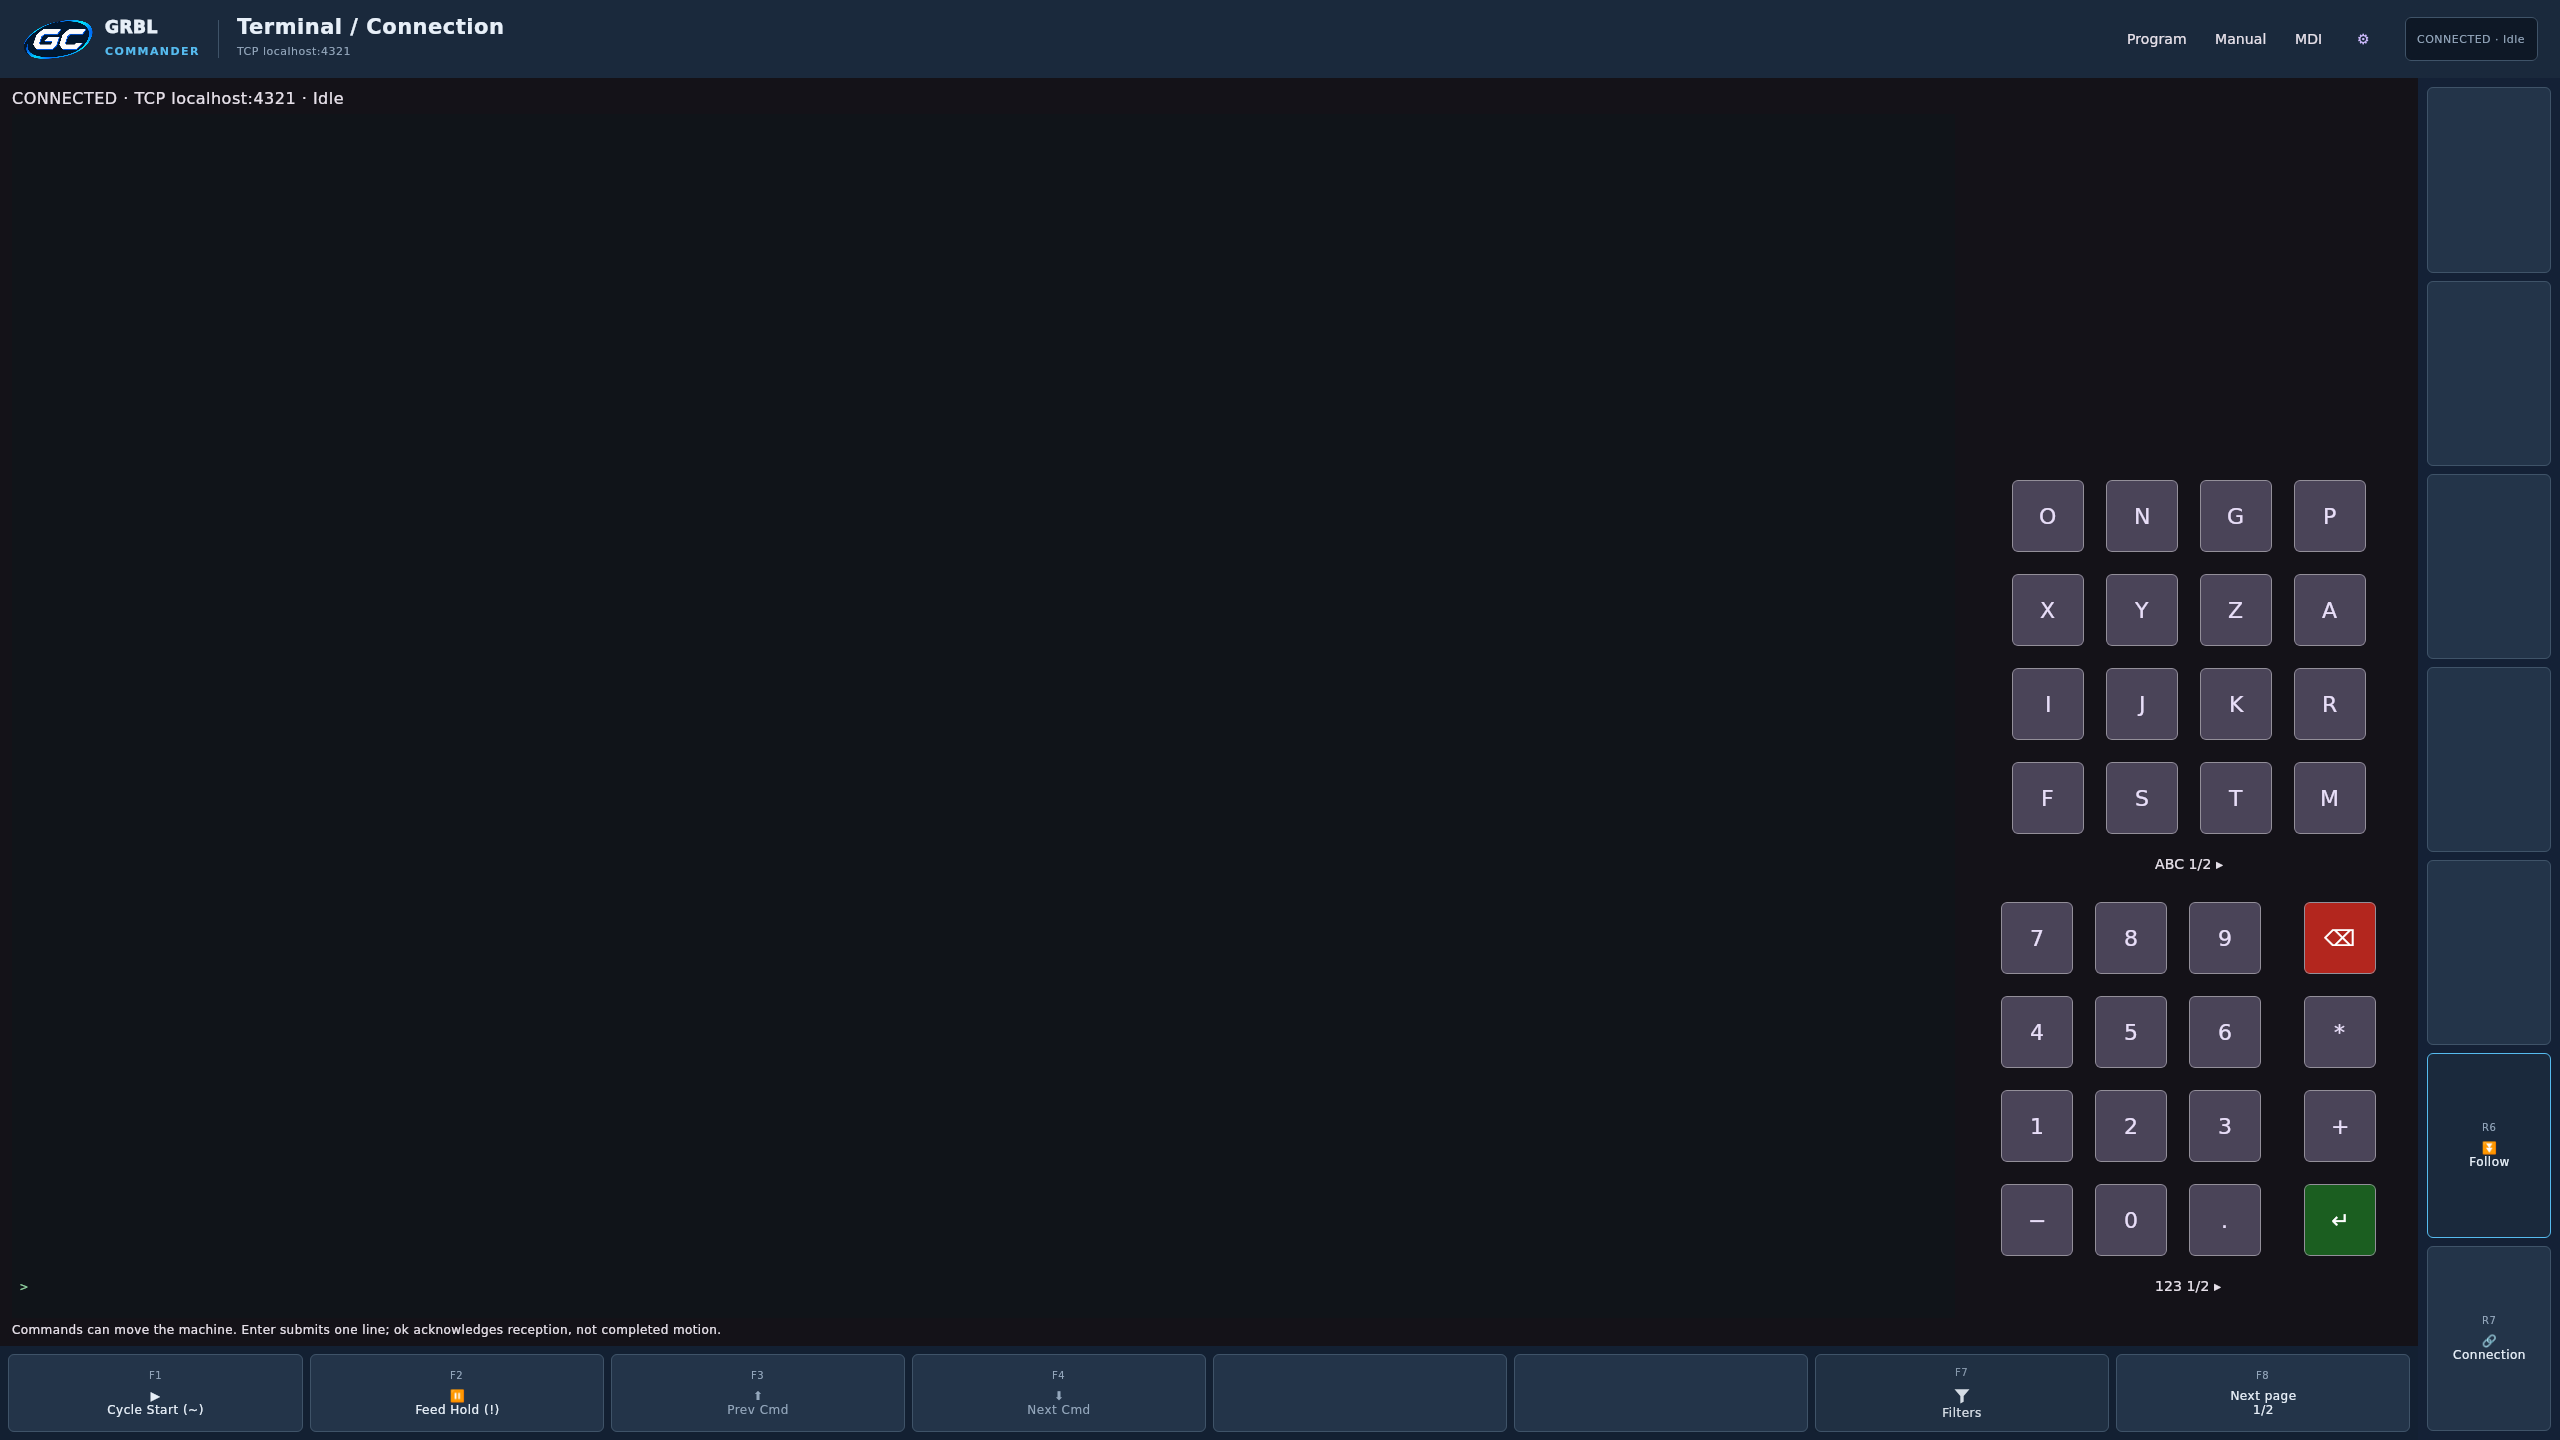 GC
GRBL
COMMANDER
Terminal / Connection
TCP localhost:4321
Program
Manual
MDI
CONNECTED · Idle
CONNECTED · TCP localhost:4321 · Idle
O N G P
X Y Z A
I J K R
F S T M
ABC 1/2 ▸
7 8 9 ⌫
4 5 6 *
1 2 3 +
− 0 . ↵
123 1/2 ▸
>
Commands can move the machine. Enter submits one line; ok acknowledges reception, not completed motion.
R6
Follow
R7
Connection
F1
Cycle Start (~)
F2
Feed Hold (!)
F3
Prev Cmd
F4
Next Cmd
F7
Filters
F8
Next page
1/2